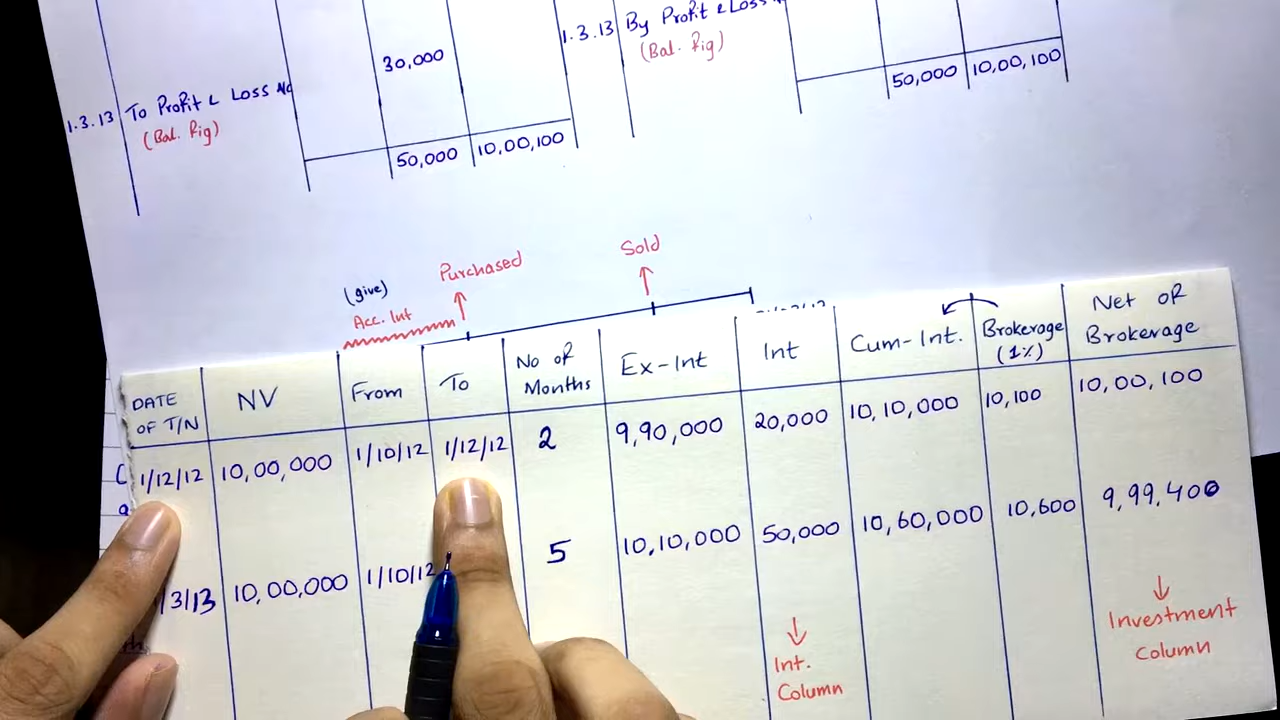 30,000
1.3.13 To Profit & Loss A/c
(Bal. Fig)
50,000 10,00,100
1.3.13 By Profit & Loss
(Bal. Fig)
50,000 10,00,100
(give)
Acc. Int
Purchased
Sold
DATE OF T/N
NV
From
To
No of Months
Ex-Int
Int
Cum-Int.
Brokerage (1%)
Net of Brokerage
1/12/12 10,00,000 1/10/12 1/12/12 2 9,90,000 20,000 10,10,000 10,100 10,00,100
/3/13 10,00,000 1/10/12 5 10,10,000 50,000 10,60,000 10,600 9,99,400
Int.
Column
Investment
Column